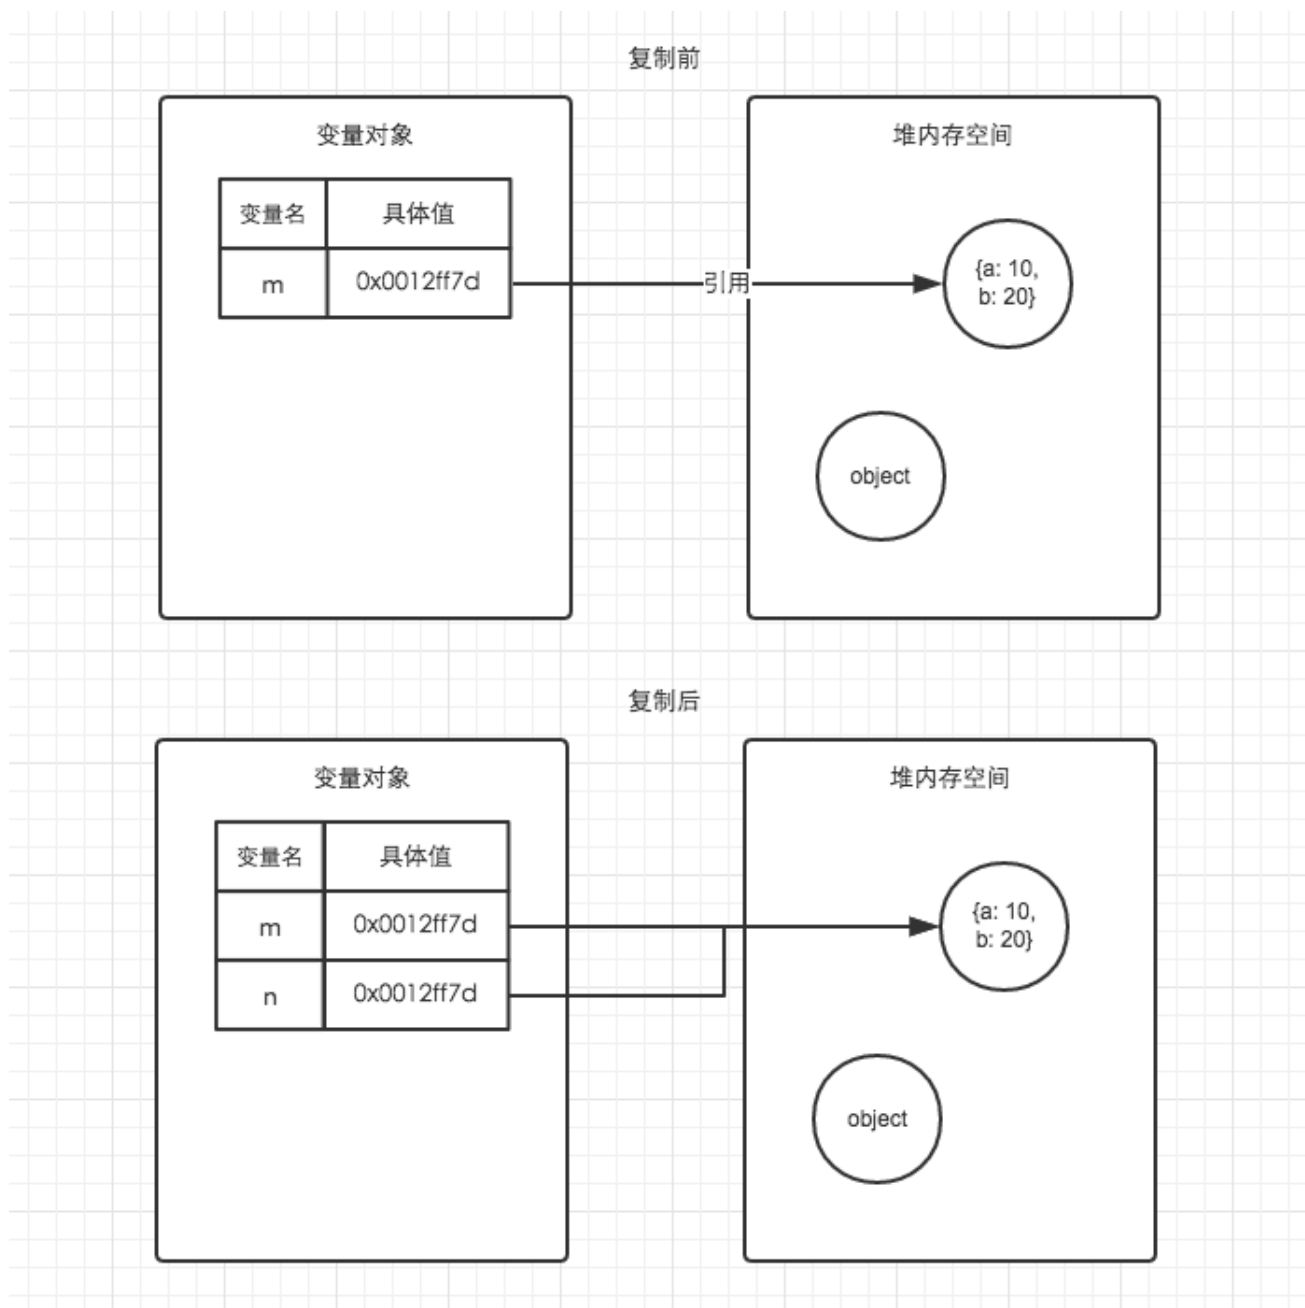 复制前
变量对象
堆内存空间
变量名 具体值
m 0x0012ff7d
引用
{a: 10,
b: 20}
object
复制后
变量对象
堆内存空间
变量名 具体值
m 0x0012ff7d
n 0x0012ff7d
{a: 10,
b: 20}
object